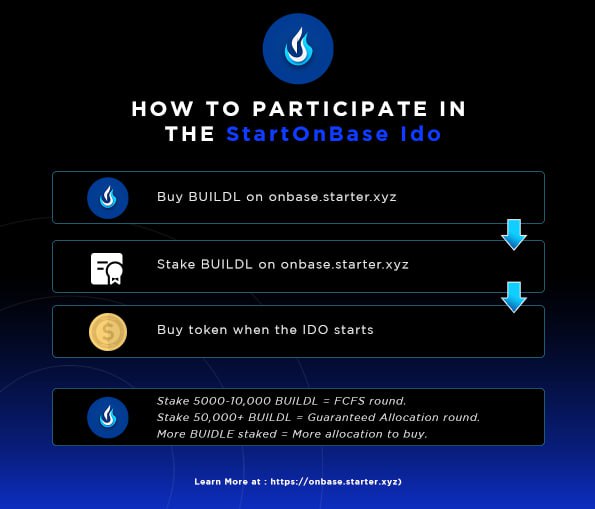 HOW TO PARTICIPATE IN
THE StartOnBase Ido
Buy BUILDL on onbase.starter.xyz
Stake BUILDL on onbase.starter.xyz
$
Buy token when the IDO starts
Stake 5000-10,000 BUILDL = FCFS round.
Stake 50,000+ BUILDL = Guaranteed Allocation round.
More BUIDLE staked = More allocation to buy.
Learn More at : https://onbase.starter.xyz)